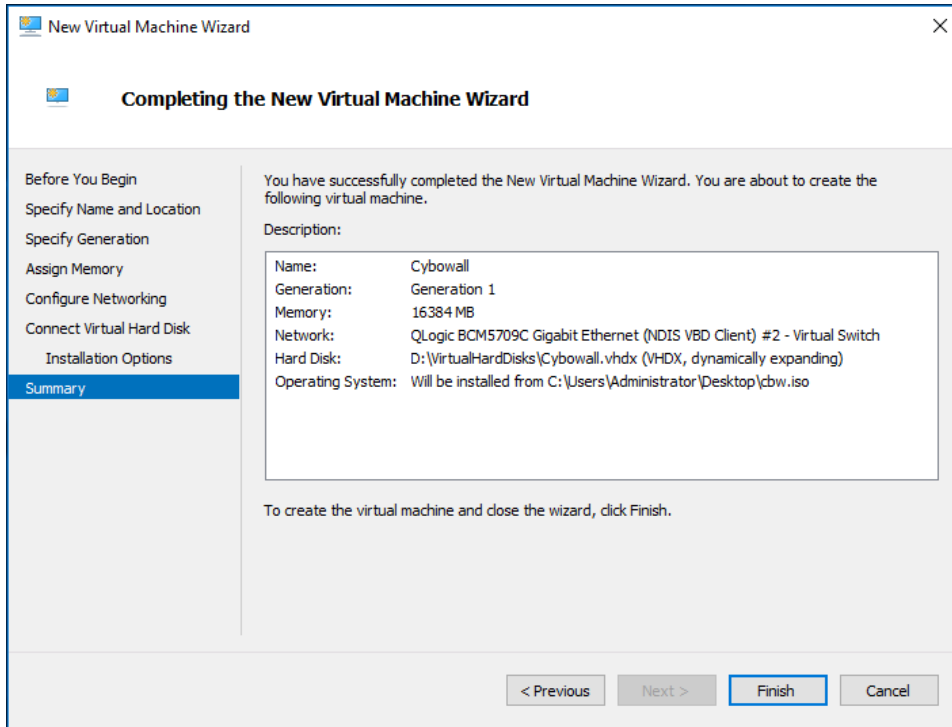 New Virtual Machine Wizard
Completing the New Virtual Machine Wizard
Before You Begin
Specify Name and Location
Specify Generation
Assign Memory
Configure Networking
Connect Virtual Hard Disk
Installation Options
Summary
You have successfully completed the New Virtual Machine Wizard. You are about to create the
following virtual machine.
Description:
Name: Cybowall
Generation: Generation 1
Memory: 16384 MB
Network: QLogic BCM5709C Gigabit Ethernet (NDIS VBD Client) #2 - Virtual Switch
Hard Disk: D:\VirtualHardDisks\Cybowall.vhdx (VHDX, dynamically expanding)
Operating System: Will be installed from C:\Users\Administrator\Desktop\cbw.iso
To create the virtual machine and close the wizard, click Finish.
< Previous Next > Finish Cancel